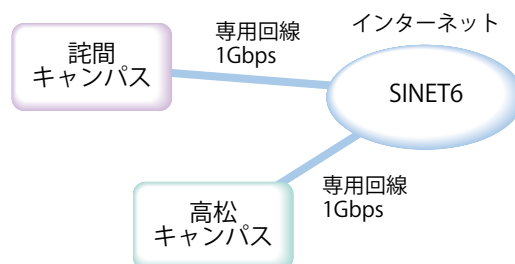 詫間
キャンパス
専用回線
1Gbps
インターネット
SINET6
専用回線
1Gbps
高松
キャンパス